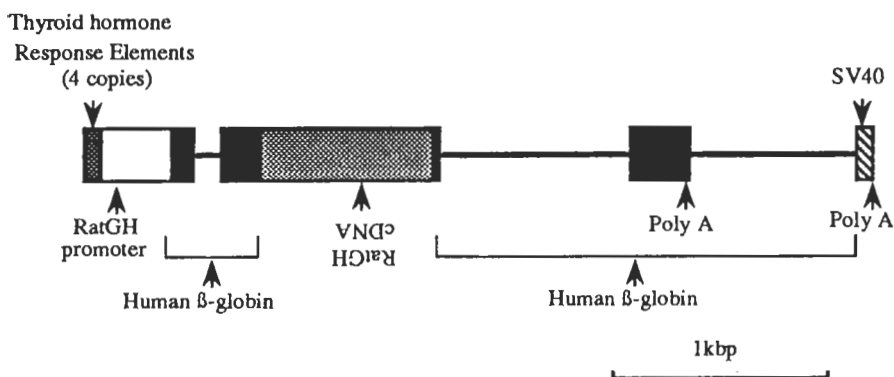 Thyroid hormone
Response Elements
(4 copies)
SV40
RatGH
promoter
RatGH
cDNA
Poly A
Poly A
Human ß-globin
Human ß-globin
1kbp